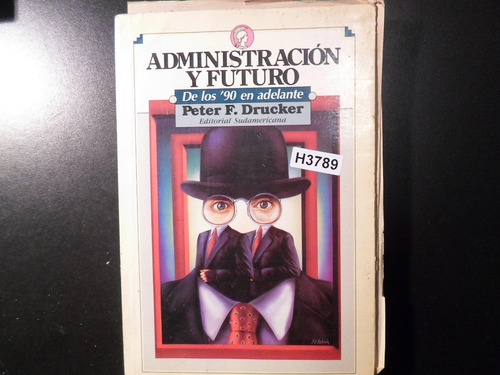 ADMINISTRACIÓN
Y FUTURO
De los '90 en adelante
Peter F. Drucker
Editorial Sudamericana
H3789